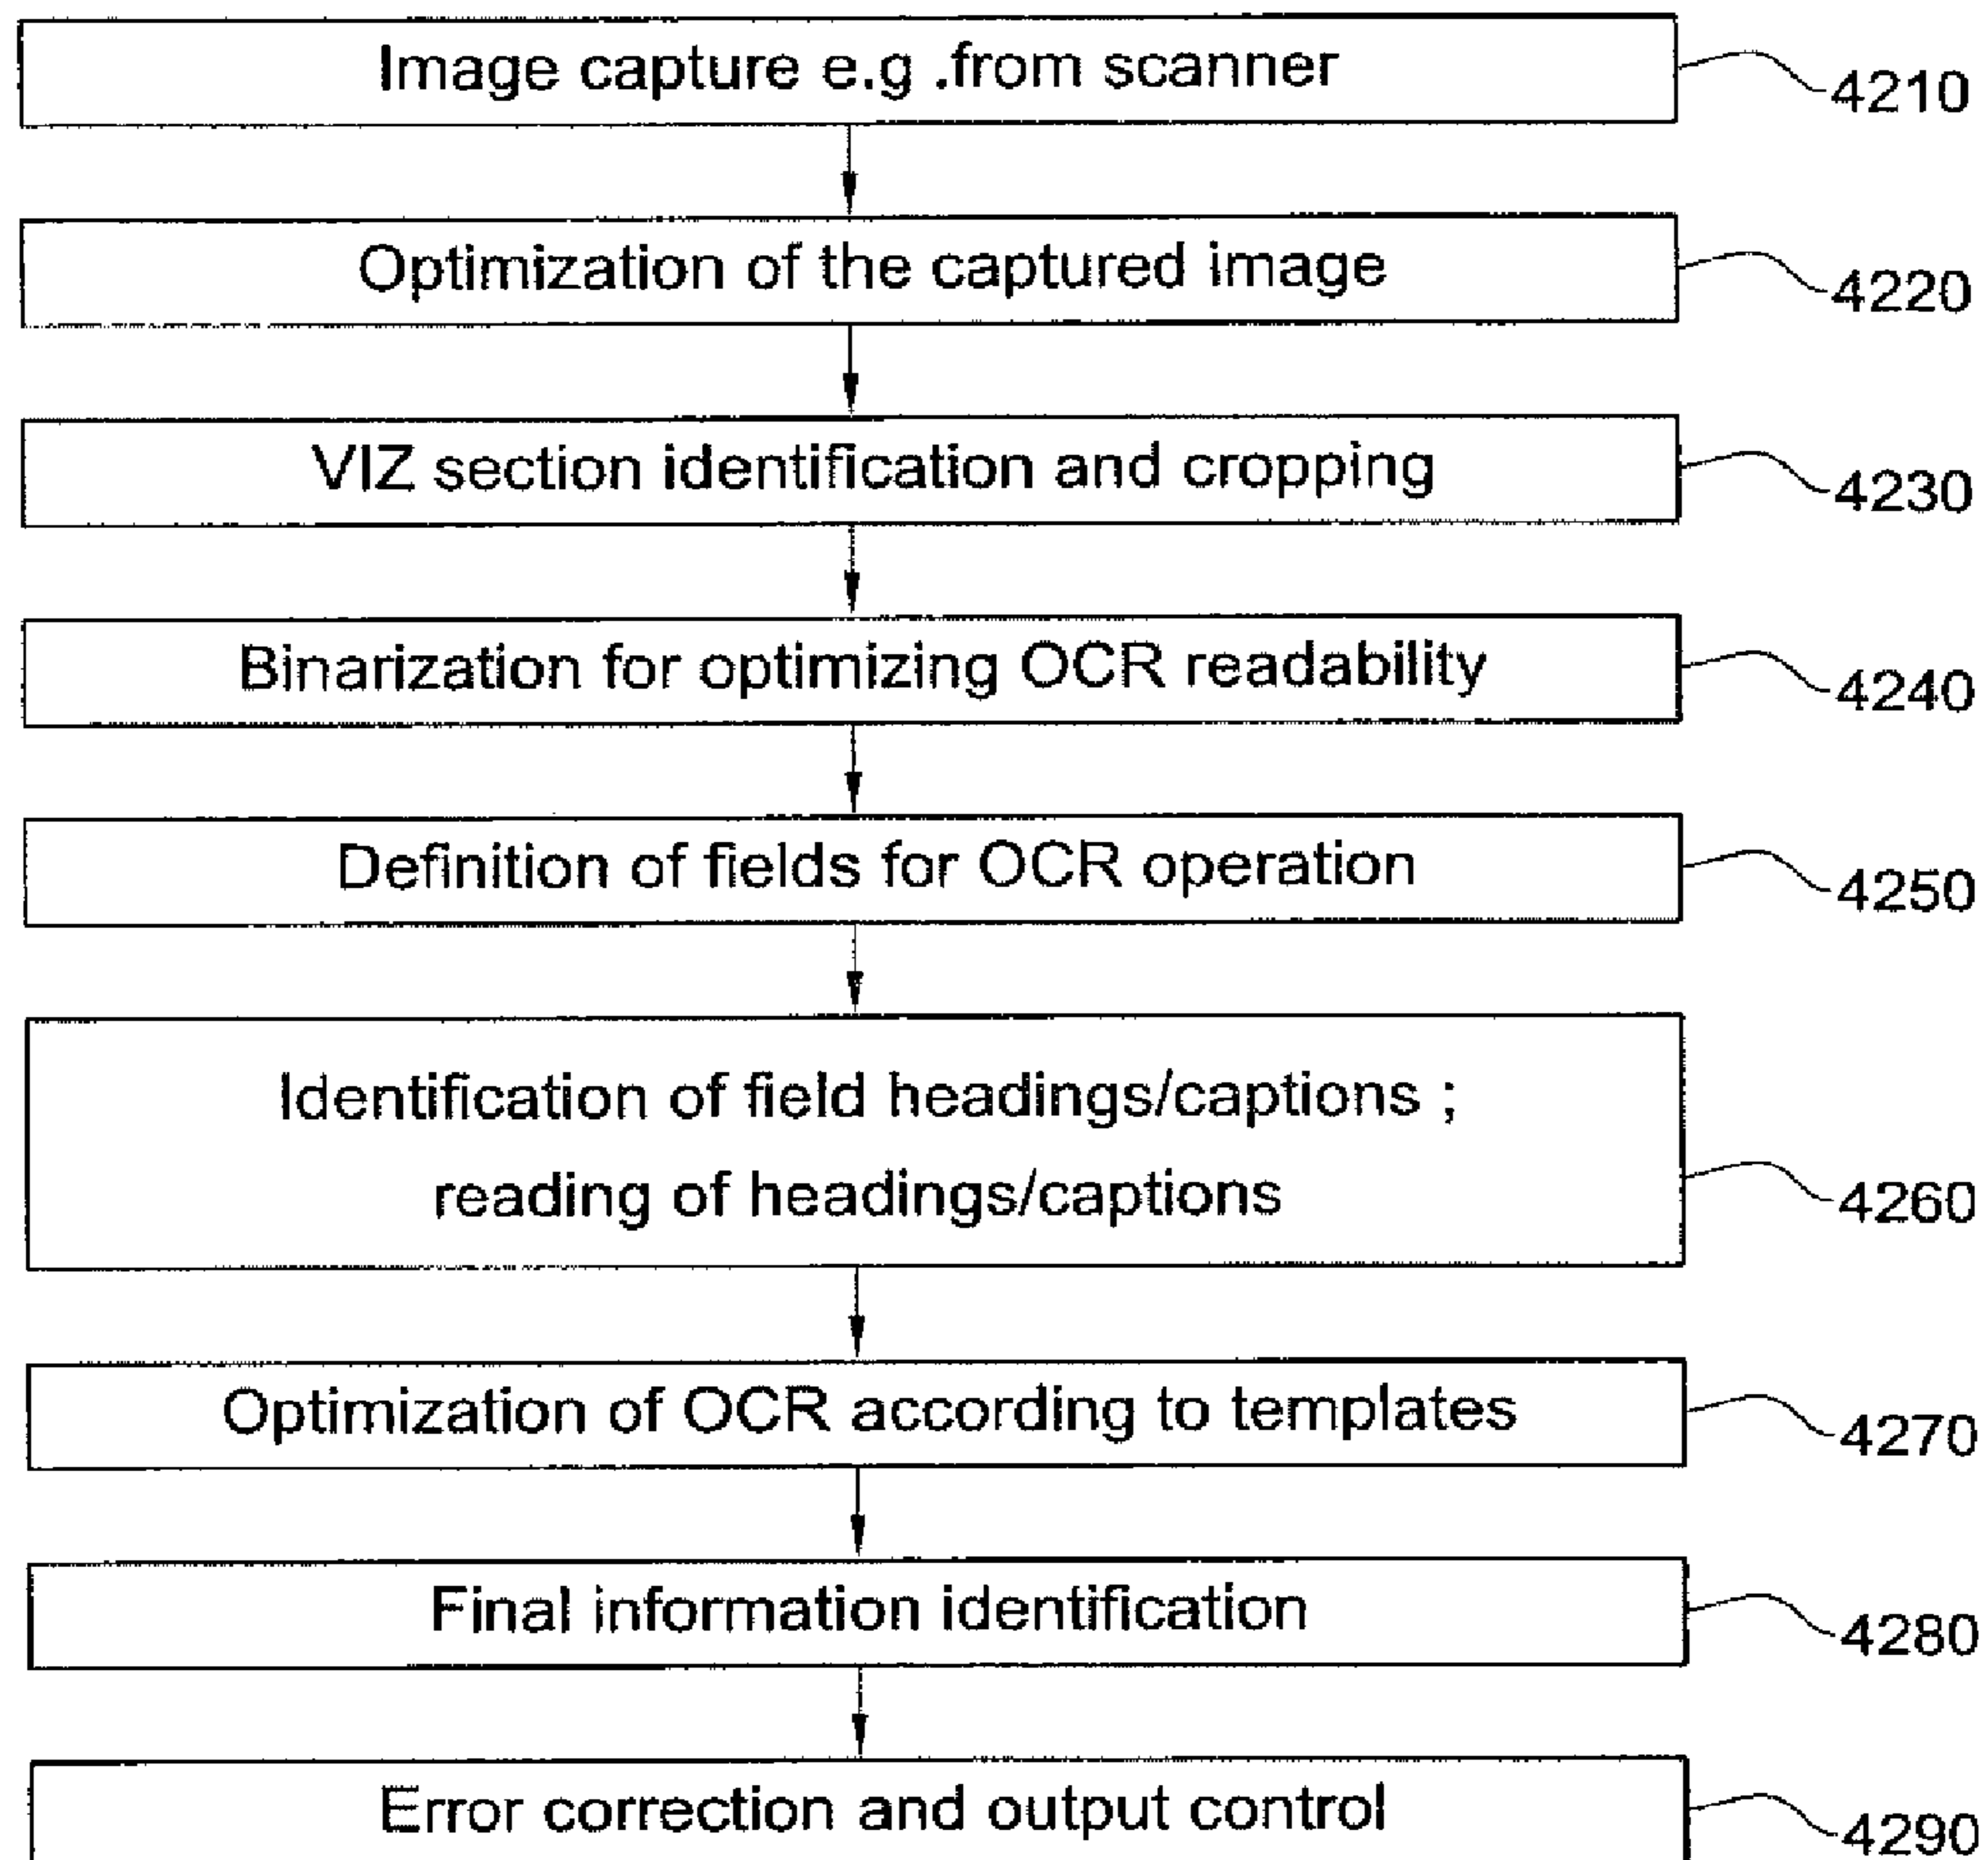 Image capture e.g .from scanner
4210
Optimization of the captured image
4220
VIZ section identification and cropping
4230
Binarization for optimizing OCR readability
4240
Definition of fields for OCR operation
4250
Identification of field headings/captions ;
reading of headings/captions
4260
Optimization of OCR according to templates
4270
Final information identification
4280
Error correction and output control
4290